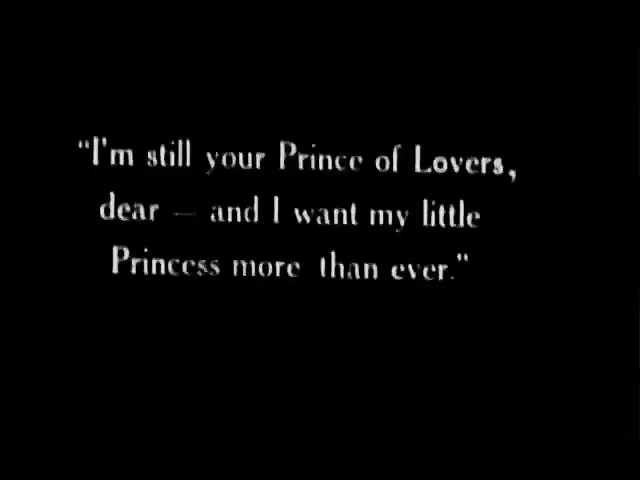 "I'm still your Prince of Lovers,
dear — and I want my little
Princess more than ever."